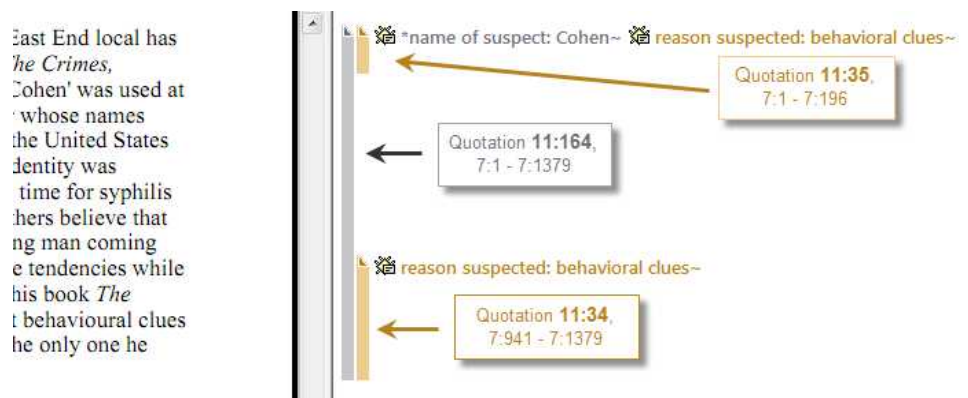 East End local has
The Crimes,
Cohen' was used at
whose names
the United States
identity was
time for syphilis
thers believe that
ng man coming
e tendencies while
his book The
t behavioural clues
he only one he
*name of suspect: Cohen~ reason suspected: behavioral clues~
Quotation 11:35,
7:1 - 7:196
Quotation 11:164,
7:1 - 7:1379
reason suspected: behavioral clues~
Quotation 11:34,
7:941 - 7:1379